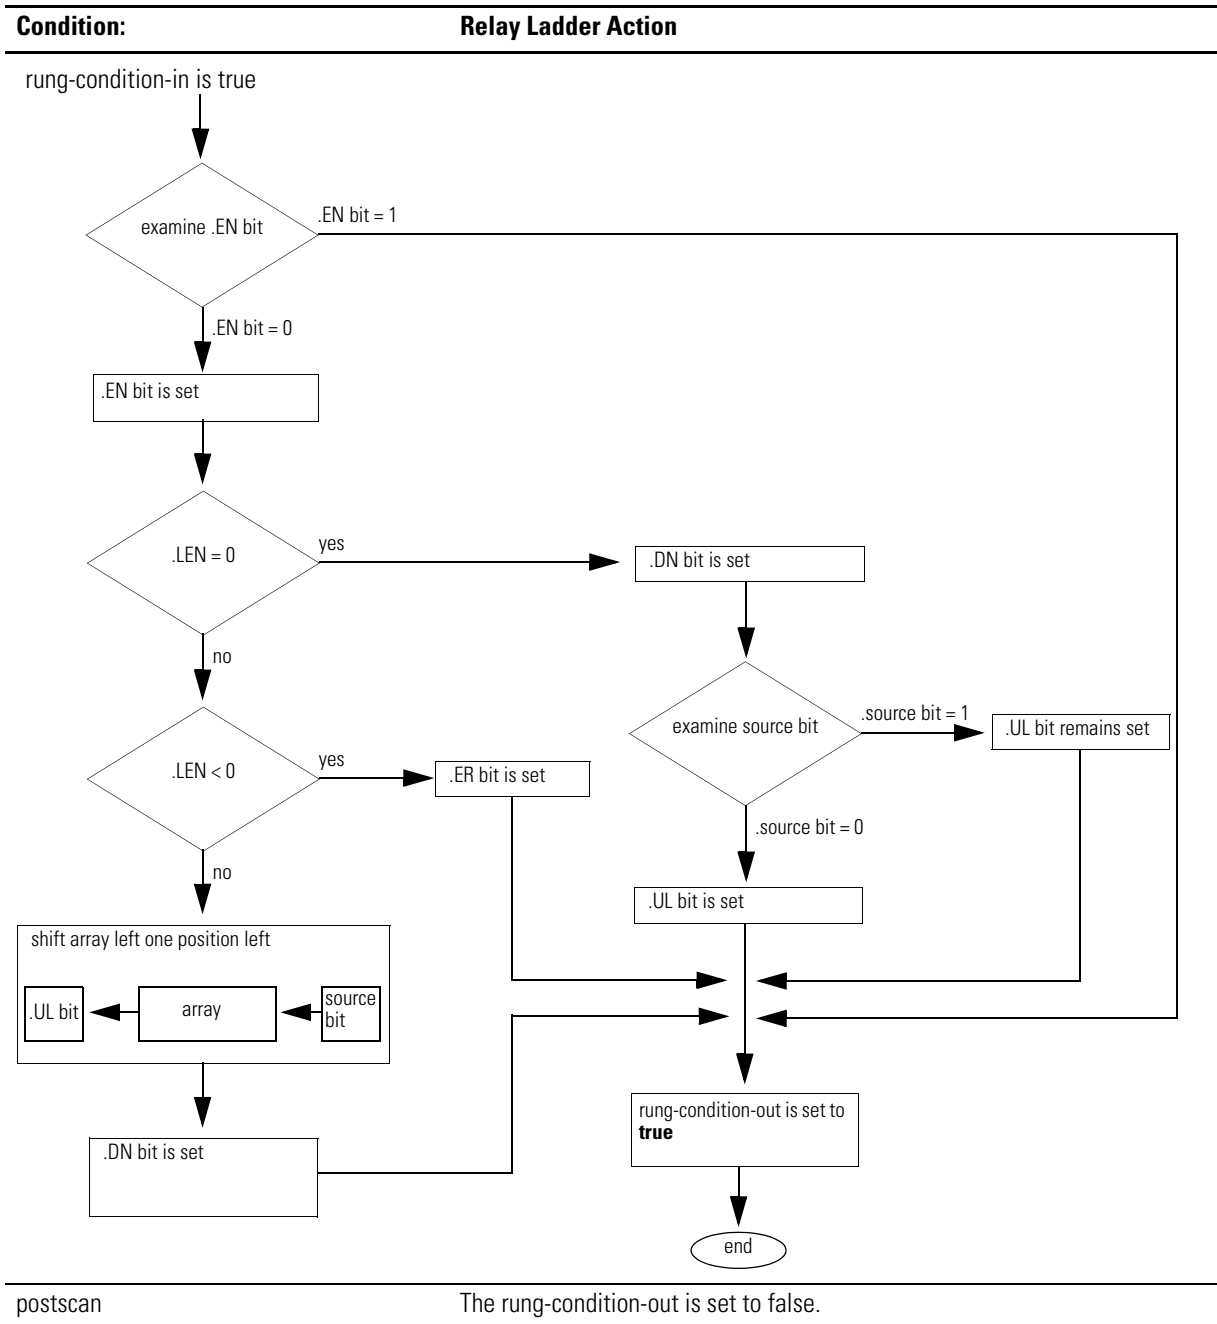 Condition: Relay Ladder Action
rung-condition-in is true
examine .EN bit
.EN bit = 1
.EN bit = 0
.EN bit is set
.LEN = 0
yes
.DN bit is set
no
examine source bit
.source bit = 1
.UL bit remains set
.LEN < 0
yes
.ER bit is set
.source bit = 0
no
.UL bit is set
shift array left one position left
.UL bit
array
source
bit
rung-condition-out is set to
true
.DN bit is set
end
postscan The rung-condition-out is set to false.